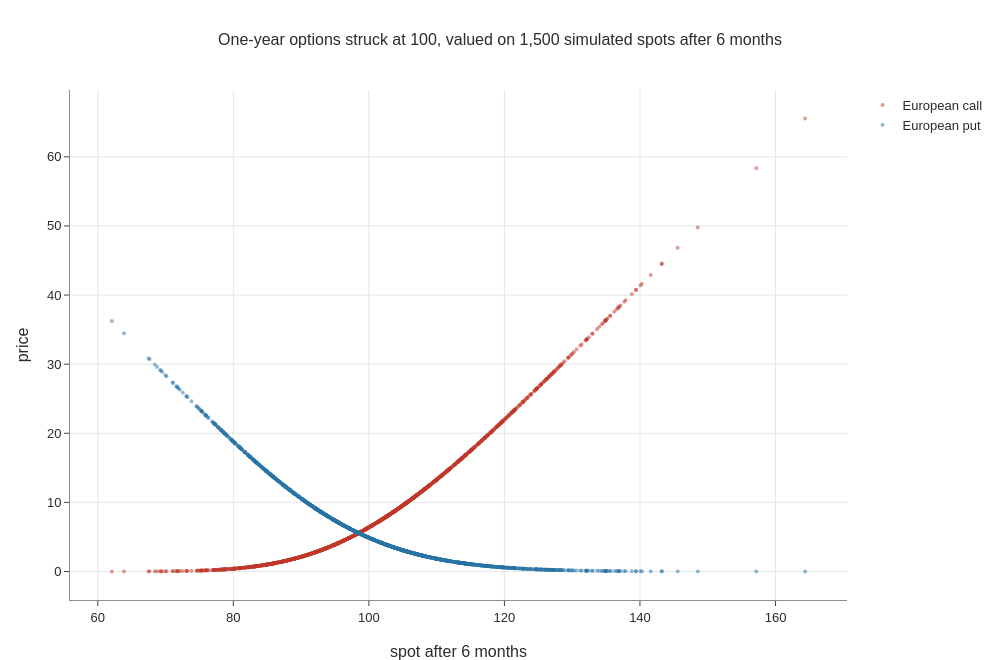 One-year options struck at 100, valued on 1,500 simulated spots after 6 months
European call
European put
price
60
50
40
30
20
10
0
60 80 100 120 140 160
spot after 6 months